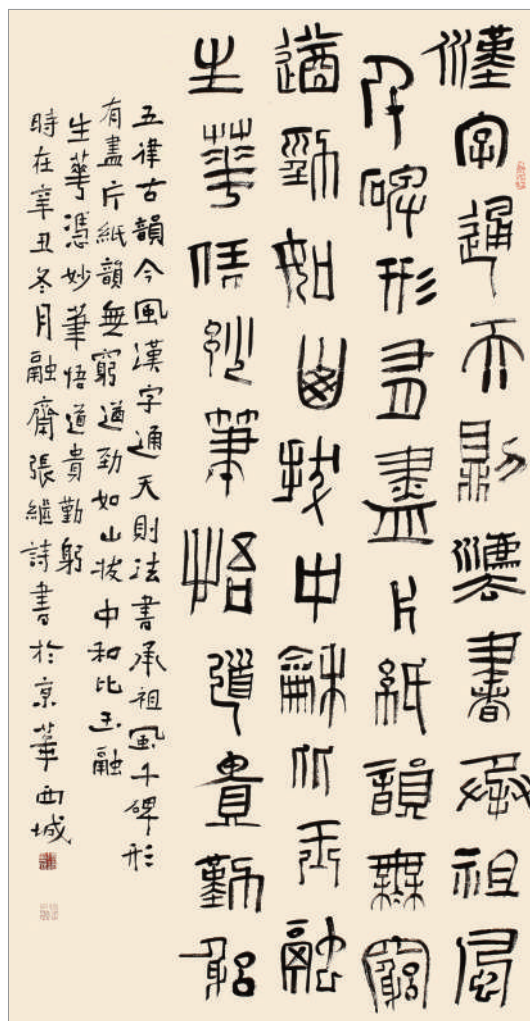 漢字通天則灋書承祖風
千碑形有盡片紙韻無窮
遒勁如山拔中龢比玉融
生華憑妙筆悟道貴勤躬
五律古韻今風漢字通天則法書承祖風千碑形
有盡片紙韻無窮遒勁如山拔中和比玉融
生華憑妙筆悟道貴勤躬
時在辛丑冬月融齋張繼詩書於京華西城